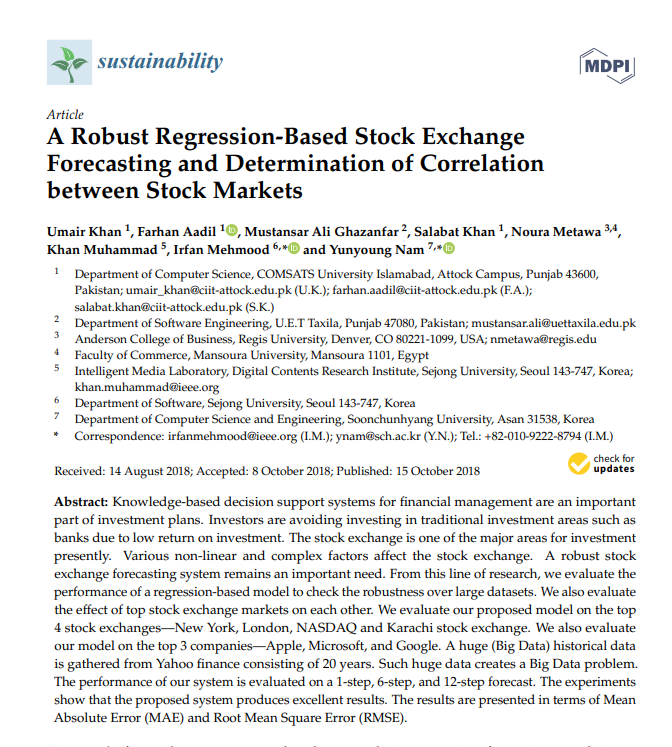 sustainability
MDPI
Article
A Robust Regression-Based Stock Exchange
Forecasting and Determination of Correlation
between Stock Markets
Umair Khan 1, Farhan Aadil 1 iD, Mustansar Ali Ghazanfar 2, Salabat Khan 1, Noura Metawa 3,4,
Khan Muhammad 5, Irfan Mehmood 6,* iD and Yunyoung Nam 7,* iD
1 Department of Computer Science, COMSATS University Islamabad, Attock Campus, Punjab 43600,
Pakistan; umair_khan@ciit-attock.edu.pk (U.K.); farhan.aadil@ciit-attock.edu.pk (F.A.);
salabat.khan@ciit-attock.edu.pk (S.K.)
2 Department of Software Engineering, U.E.T Taxila, Punjab 47080, Pakistan; mustansar.ali@uettaxila.edu.pk
3 Anderson College of Business, Regis University, Denver, CO 80221-1099, USA; nmetawa@regis.edu
4 Faculty of Commerce, Mansoura University, Mansoura 1101, Egypt
5 Intelligent Media Laboratory, Digital Contents Research Institute, Sejong University, Seoul 143-747, Korea;
khan.muhammad@ieee.org
6 Department of Software, Sejong University, Seoul 143-747, Korea
7 Department of Computer Science and Engineering, Soonchunhyang University, Asan 31538, Korea
* Correspondence: irfanmehmood@ieee.org (I.M.); ynam@sch.ac.kr (Y.N.); Tel.: +82-010-9222-8794 (I.M.)
check for
updates
Received: 14 August 2018; Accepted: 8 October 2018; Published: 15 October 2018
Abstract: Knowledge-based decision support systems for financial management are an important
part of investment plans. Investors are avoiding investing in traditional investment areas such as
banks due to low return on investment. The stock exchange is one of the major areas for investment
presently. Various non-linear and complex factors affect the stock exchange. A robust stock
exchange forecasting system remains an important need. From this line of research, we evaluate the
performance of a regression-based model to check the robustness over large datasets. We also evaluate
the effect of top stock exchange markets on each other. We evaluate our proposed model on the top
4 stock exchanges—New York, London, NASDAQ and Karachi stock exchange. We also evaluate
our model on the top 3 companies—Apple, Microsoft, and Google. A huge (Big Data) historical data
is gathered from Yahoo finance consisting of 20 years. Such huge data creates a Big Data problem.
The performance of our system is evaluated on a 1-step, 6-step, and 12-step forecast. The experiments
show that the proposed system produces excellent results. The results are presented in terms of Mean
Absolute Error (MAE) and Root Mean Square Error (RMSE).